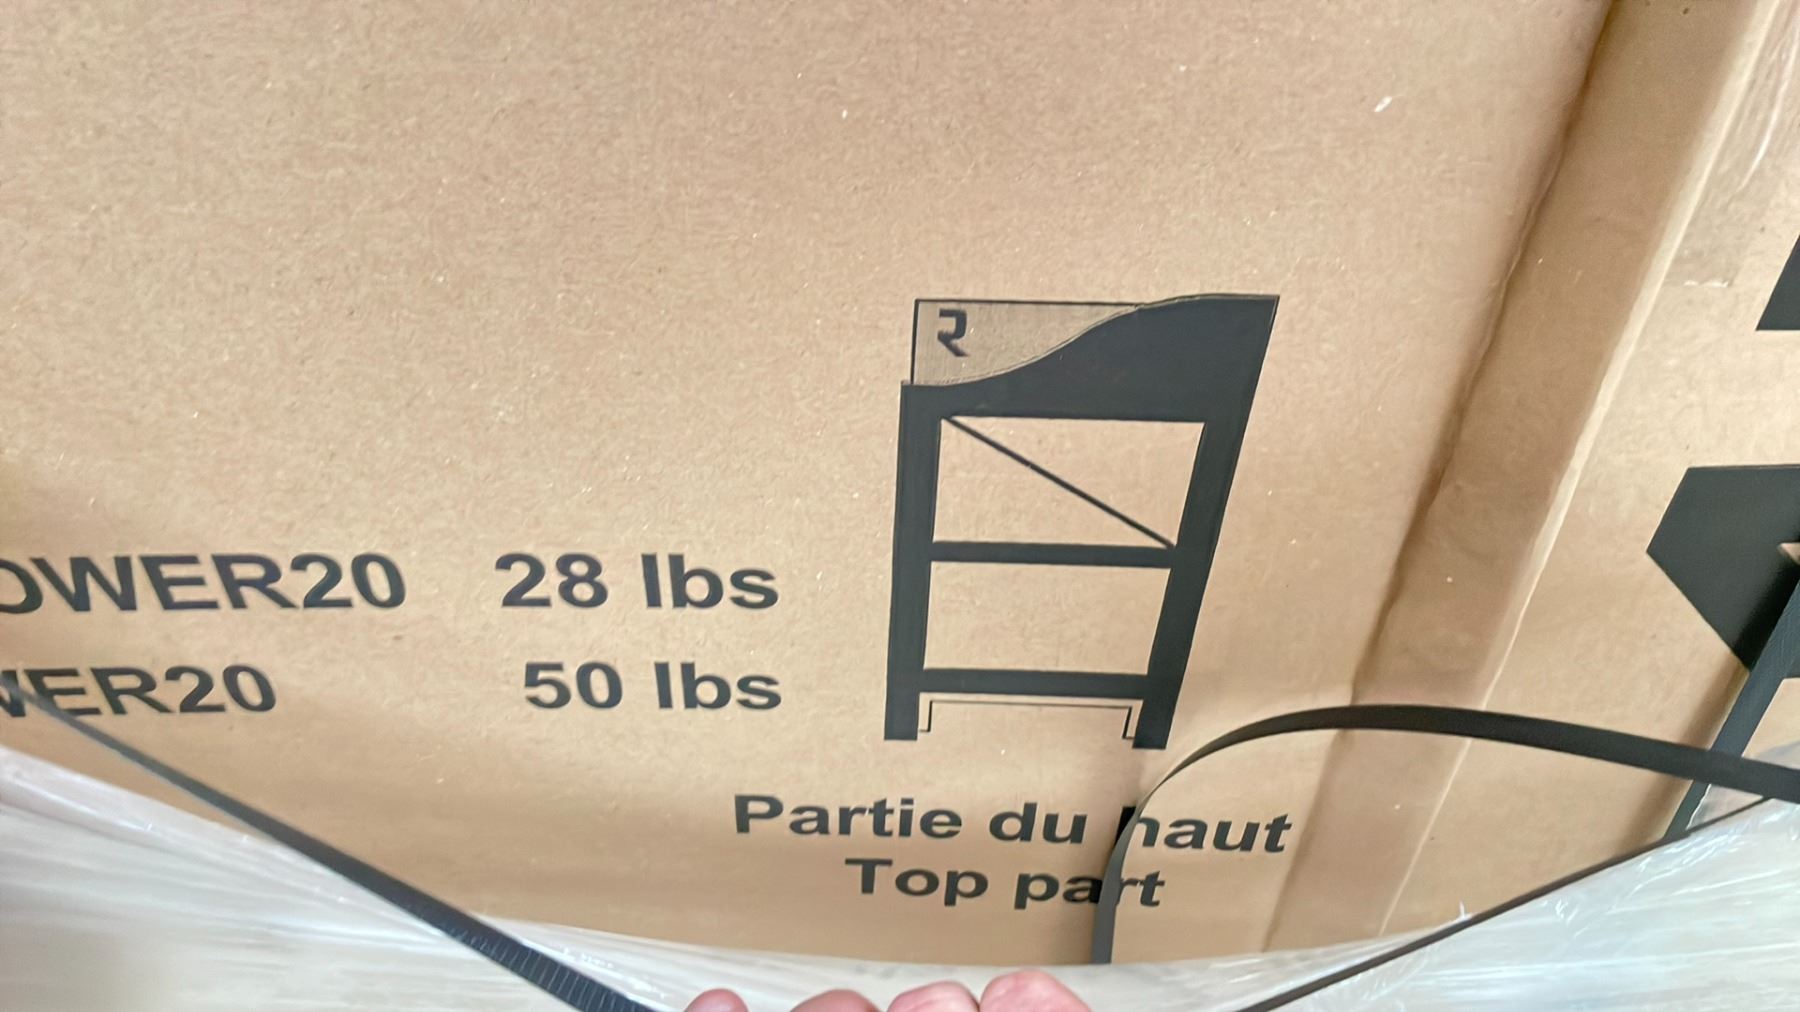 R
OWER20 28 lbs
WER20 50 lbs
Partie du haut
Top part